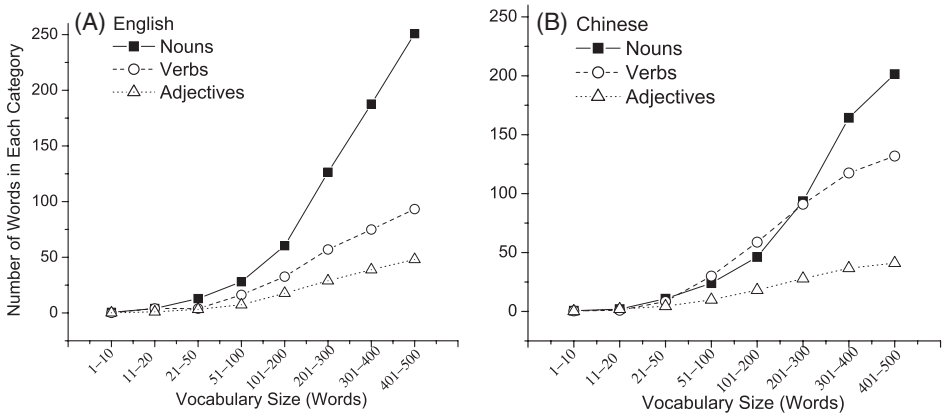 (A) English
Nouns
Verbs
Adjectives
250
200
150
100
50
0
Number of Words in Each Category
1–10
11–20
21–50
51–100
101–200
201–300
301–400
401–500
Vocabulary Size (Words)
(B) Chinese
Nouns
Verbs
Adjectives
250
200
150
100
50
0
1–10
11–20
21–50
51–100
101–200
201–300
301–400
401–500
Vocabulary Size (Words)